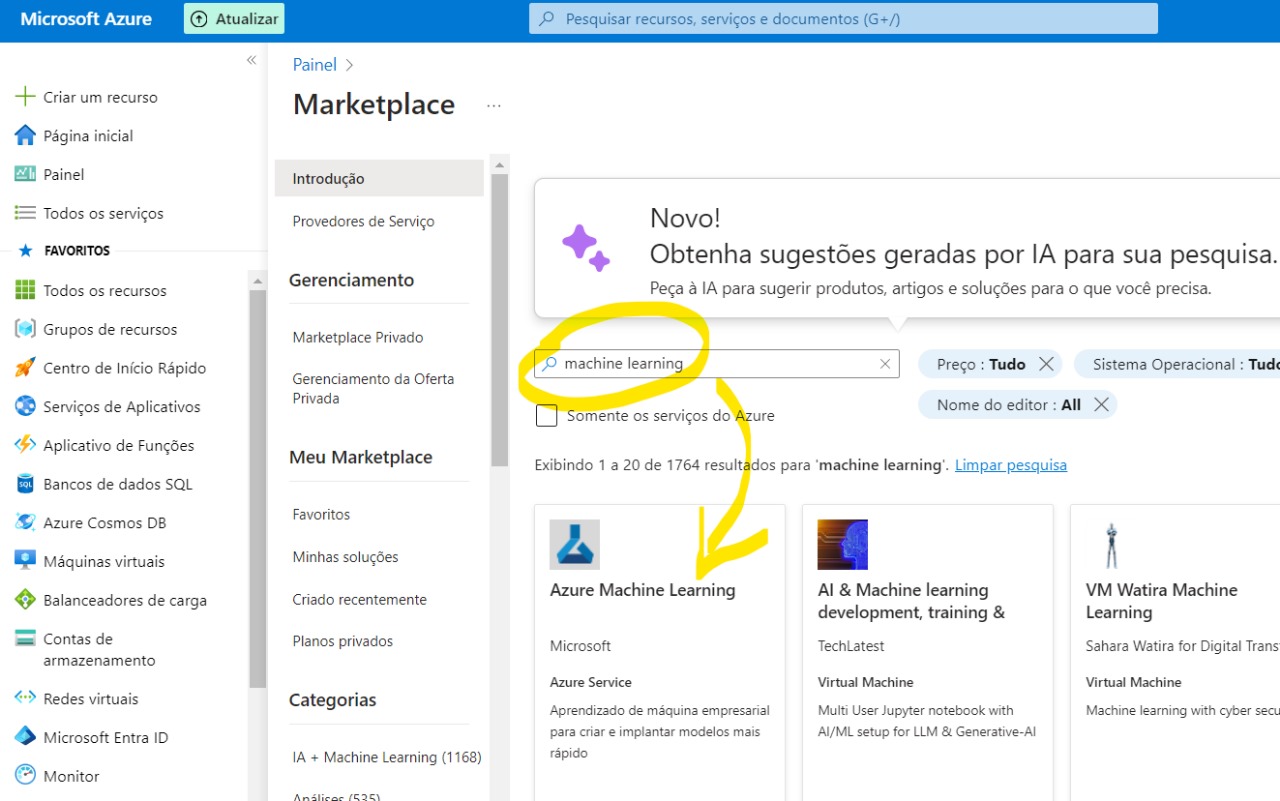 Microsoft Azure
Atualizar
Pesquisar recursos, serviços e documentos (G+/)
«
Criar um recurso
Página inicial
Painel
Todos os serviços
FAVORITOS
Todos os recursos
Grupos de recursos
Centro de Início Rápido
Serviços de Aplicativos
Aplicativo de Funções
SQL
Bancos de dados SQL
Azure Cosmos DB
Máquinas virtuais
Balanceadores de carga
Contas de
armazenamento
Redes virtuais
Microsoft Entra ID
Monitor
Painel >
Marketplace ...
Introdução
Provedores de Serviço
Gerenciamento
Marketplace Privado
Gerenciamento da Oferta
Privada
Meu Marketplace
Favoritos
Minhas soluções
Criado recentemente
Planos privados
Categorias
IA + Machine Learning (1168)
Análises (535)
Novo!
Obtenha sugestões geradas por IA para sua pesquisa.
Peça à IA para sugerir produtos, artigos e soluções para o que você precisa.
machine learning
Preço : Tudo
Sistema Operacional : Tudo
Somente os serviços do Azure
Nome do editor : All
Exibindo 1 a 20 de 1764 resultados para 'machine learning'. Limpar pesquisa
Azure Machine Learning
Microsoft
Azure Service
Aprendizado de máquina empresarial
para criar e implantar modelos mais
rápido
AI & Machine learning
development, training &
TechLatest
Virtual Machine
Multi User Jupyter notebook with
AI/ML setup for LLM & Generative-AI
VM Watira Machine
Learning
Sahara Watira for Digital Transf
Virtual Machine
Machine learning with cyber secu